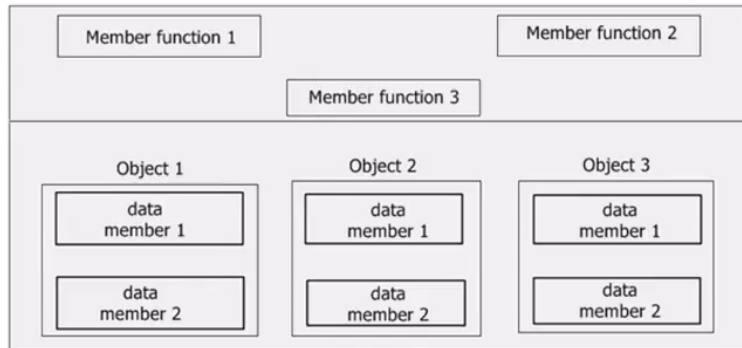 Member function 1
Member function 2
Member function 3
Object 1
Object 2
Object 3
data
member 1
data
member 1
data
member 1
data
member 2
data
member 2
data
member 2